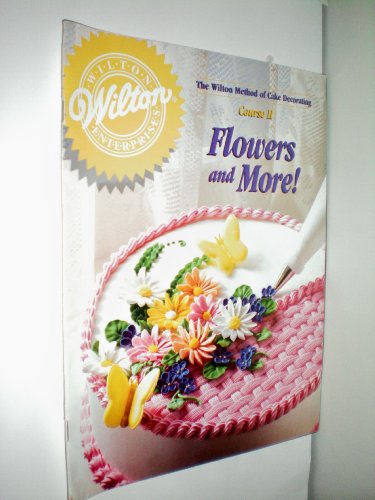 WILTON
Wilton
ENTERPRISES
The Wilton Method of Cake Decorating
Course II
Flowers
and More!